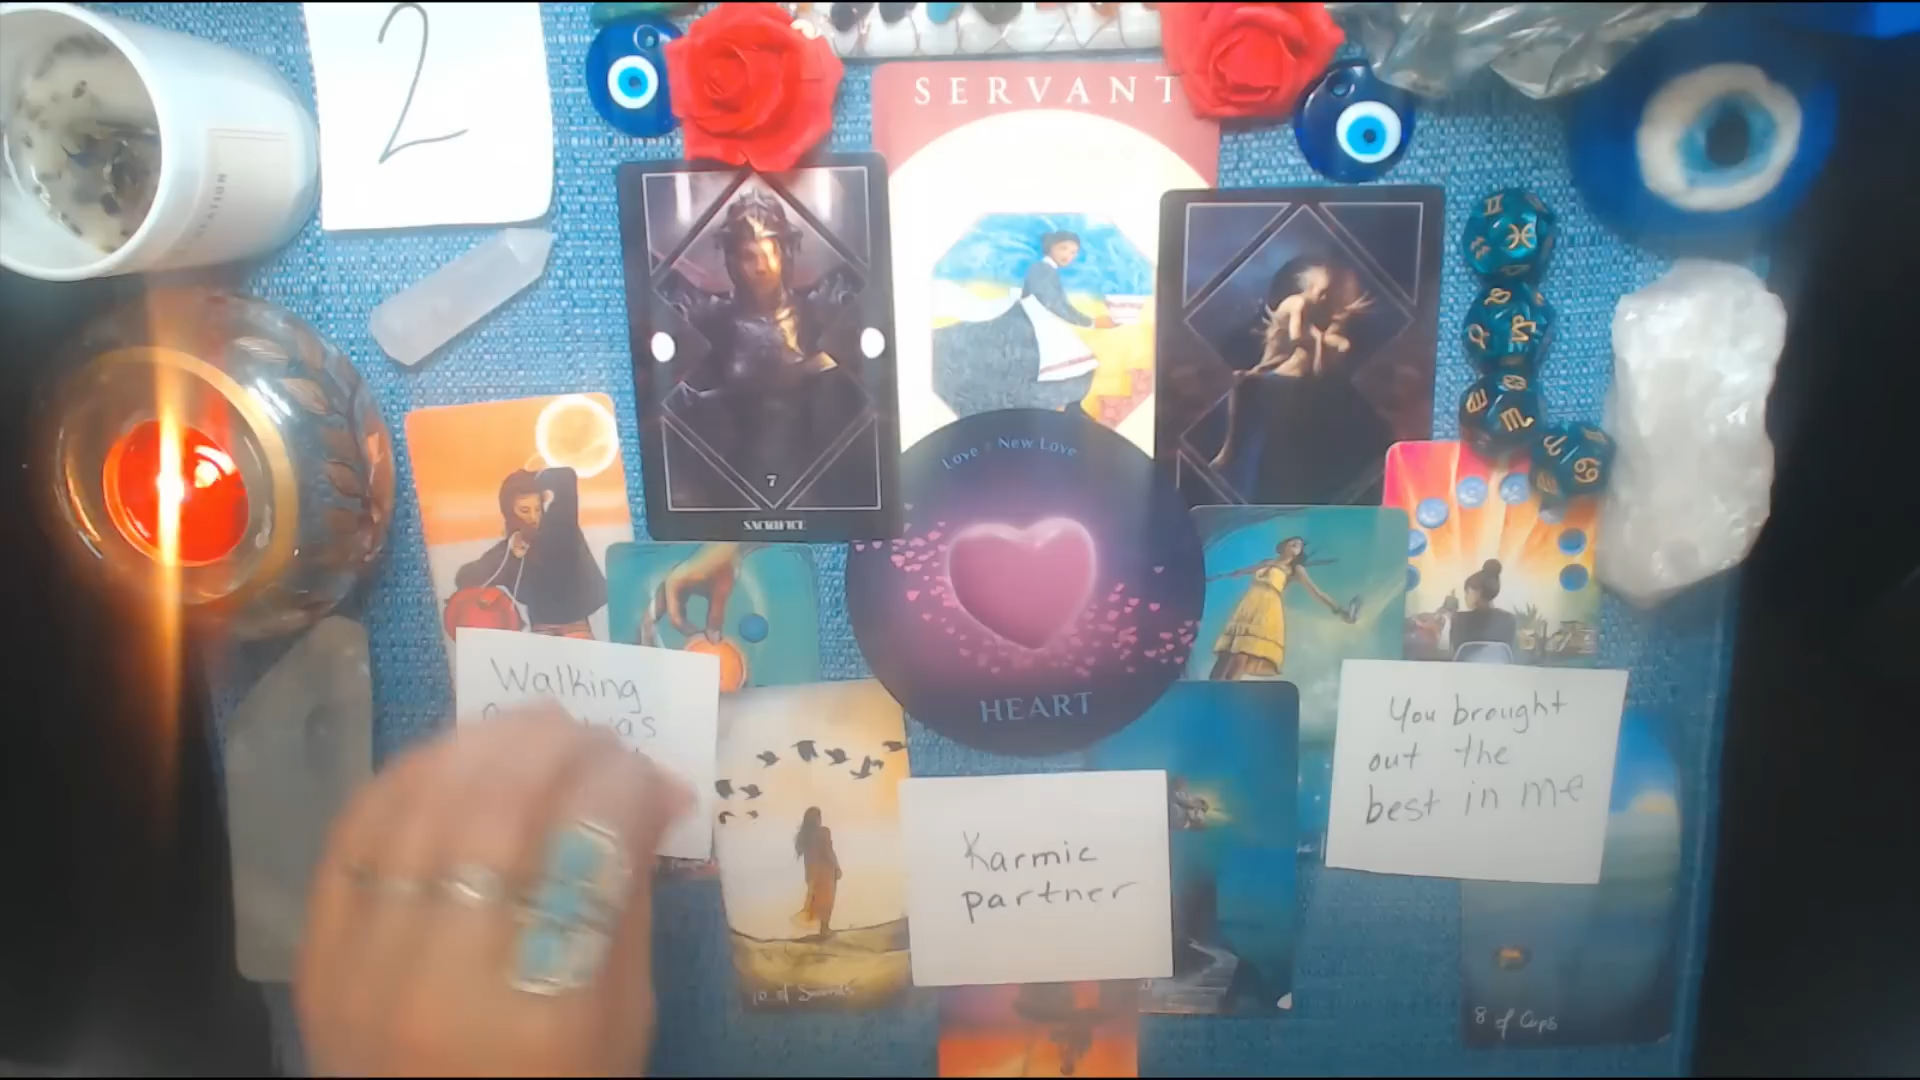 2
SERVANT
7
SACRIFICE
Love New Love
HEART
Walking
You brought
out the
best in me
Karmic
partner
10 of Swords
8 of Cups